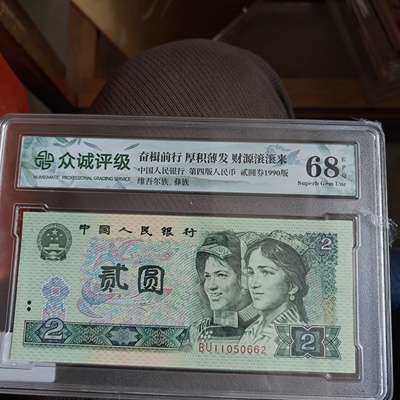 众诚评级
NUMISMATIC PROFESSIONAL GRADING SERVICE
奋楫前行 厚积薄发 财源滚滚来
中国人民银行 第四版人民币 贰圆券1990版
维吾尔族、彝族
68
EPQ
Superb Gem Unc
中国人民银行
2
贰圆
2
BU11050662
2